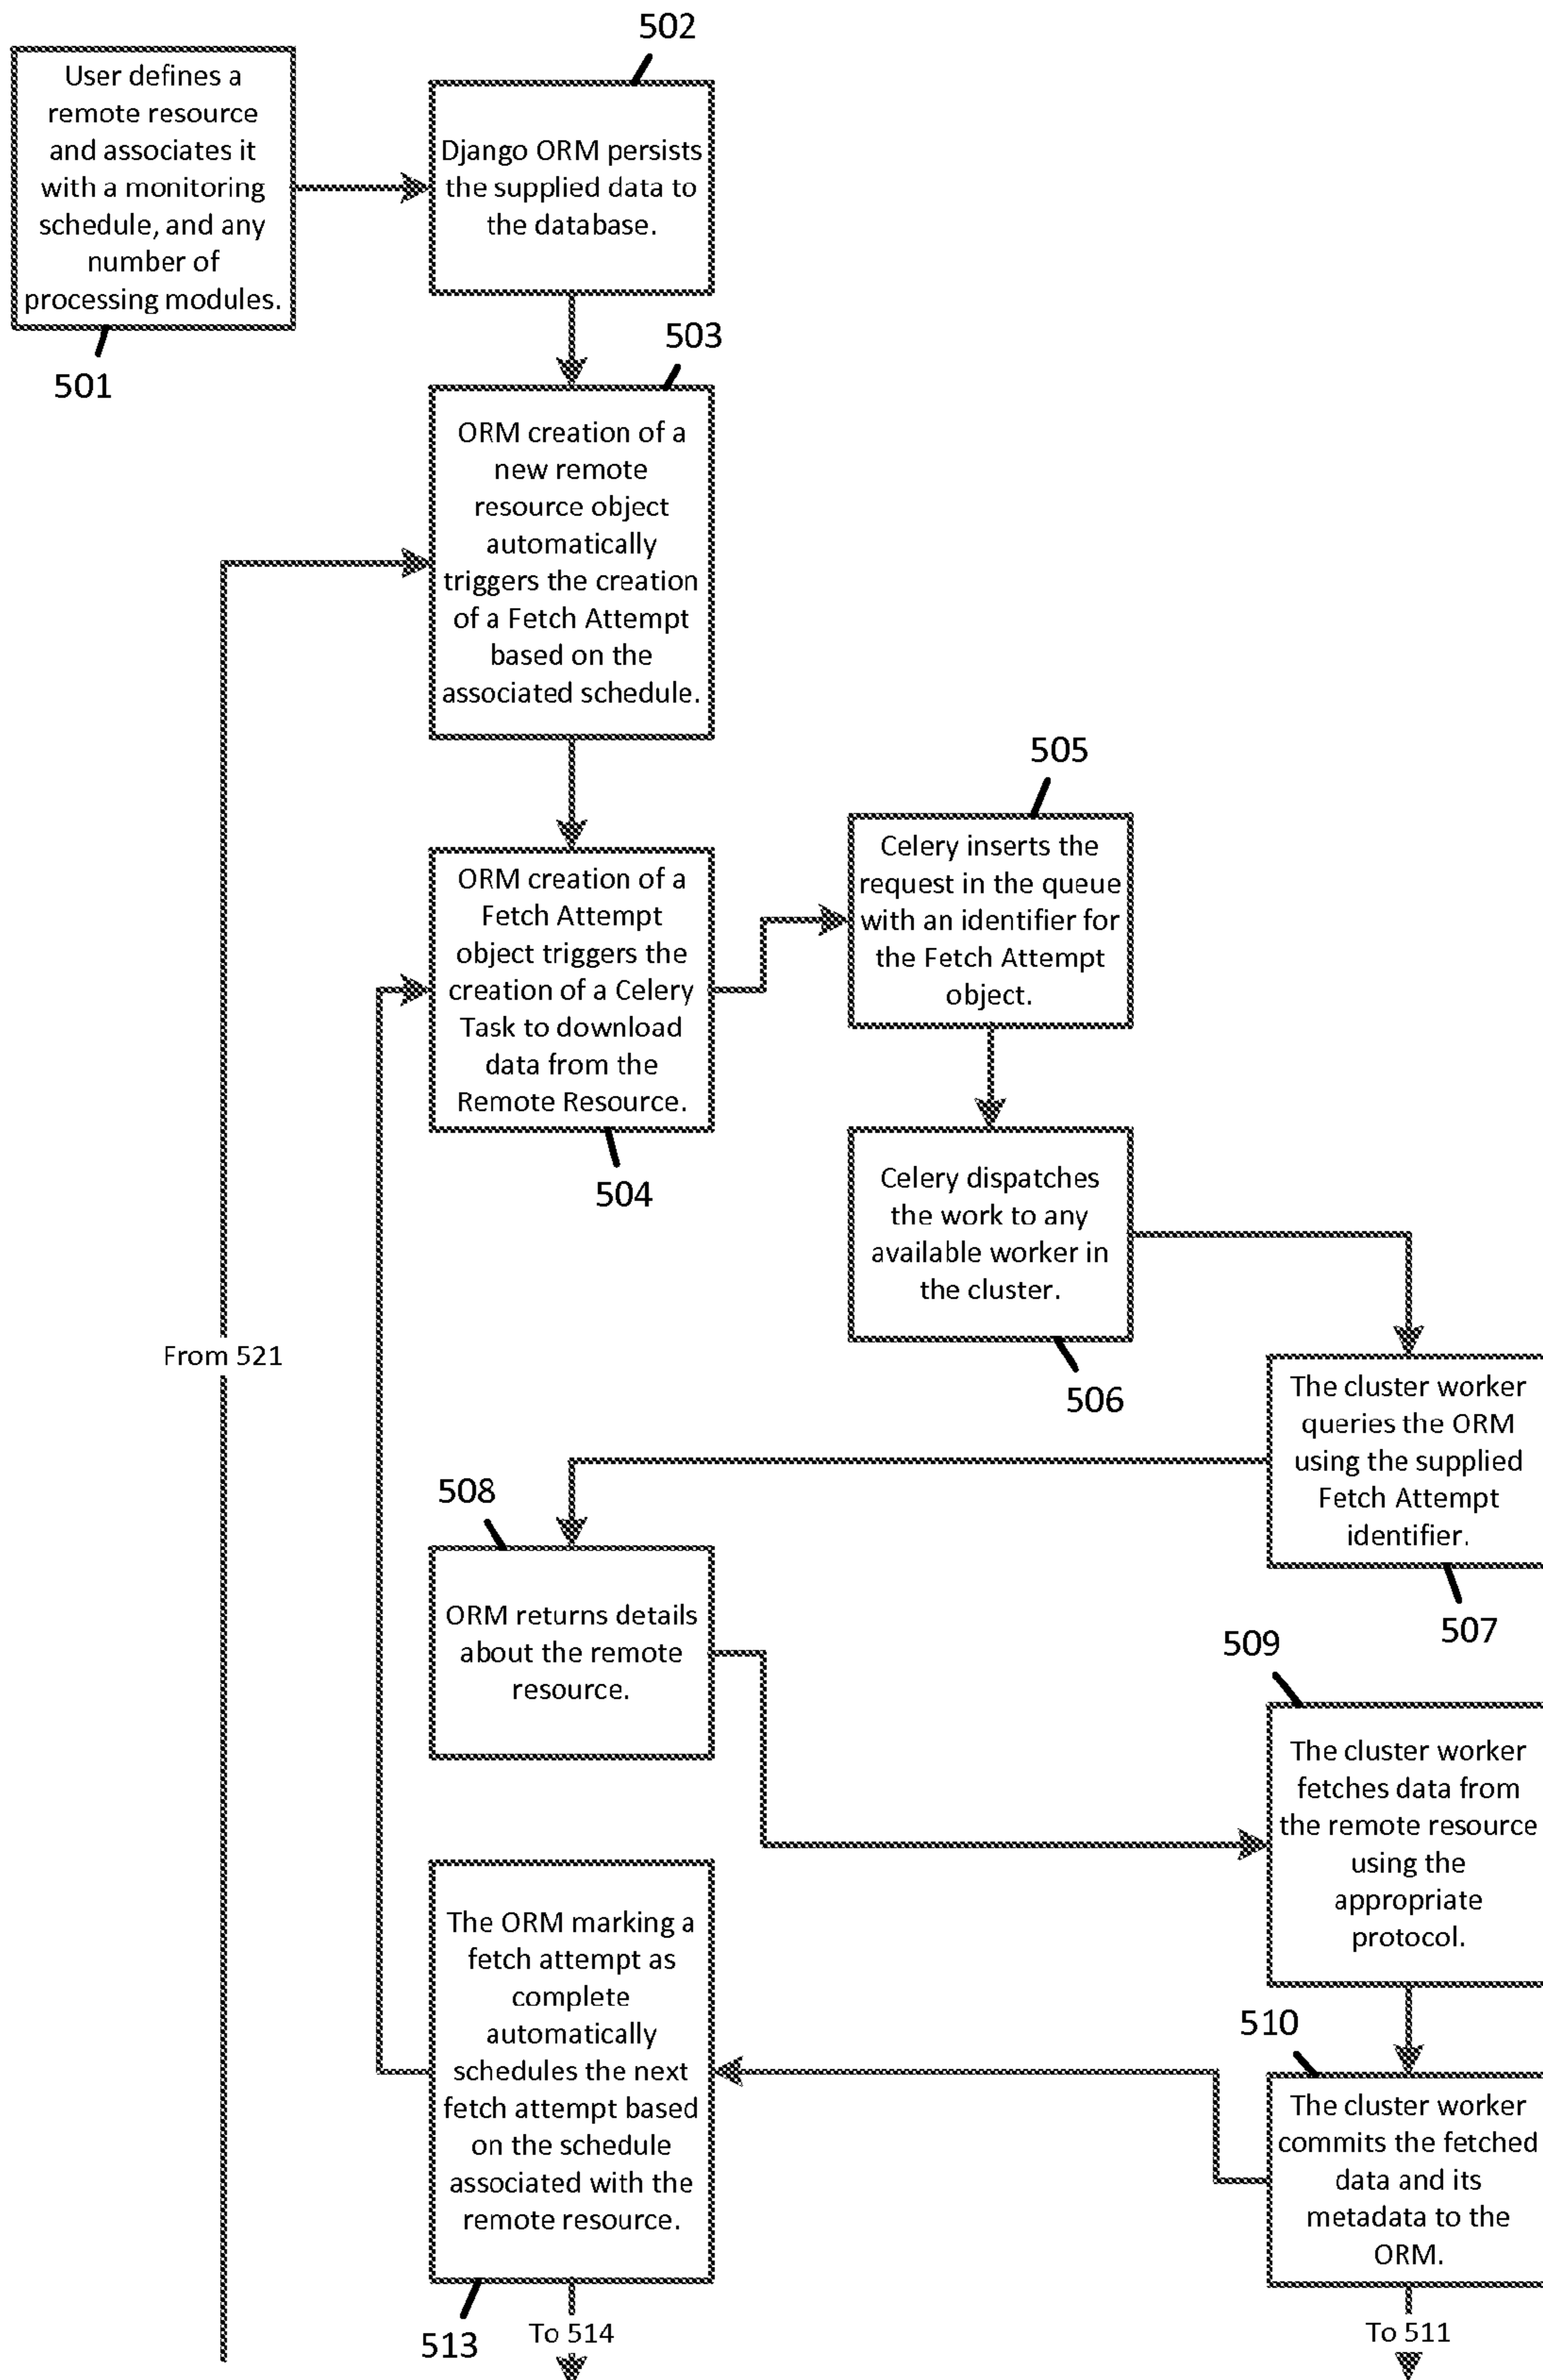 502
User defines a
remote resource
and associates it
with a monitoring
schedule, and any
number of
processing modules.
501
Django ORM persists
the supplied data to
the database.
503
ORM creation of a
new remote
resource object
automatically
triggers the creation
of a Fetch Attempt
based on the
associated schedule.
505
ORM creation of a
Fetch Attempt
object triggers the
creation of a Celery
Task to download
data from the
Remote Resource.
504
Celery inserts the
request in the queue
with an identifier for
the Fetch Attempt
object.
Celery dispatches
the work to any
available worker in
the cluster.
506
From 521
The cluster worker
queries the ORM
using the supplied
Fetch Attempt
identifier.
507
508
ORM returns details
about the remote
resource.
509
The cluster worker
fetches data from
the remote resource
using the
appropriate
protocol.
510
The cluster worker
commits the fetched
data and its
metadata to the
ORM.
The ORM marking a
fetch attempt as
complete
automatically
schedules the next
fetch attempt based
on the schedule
associated with the
remote resource.
513
To 514
To 511